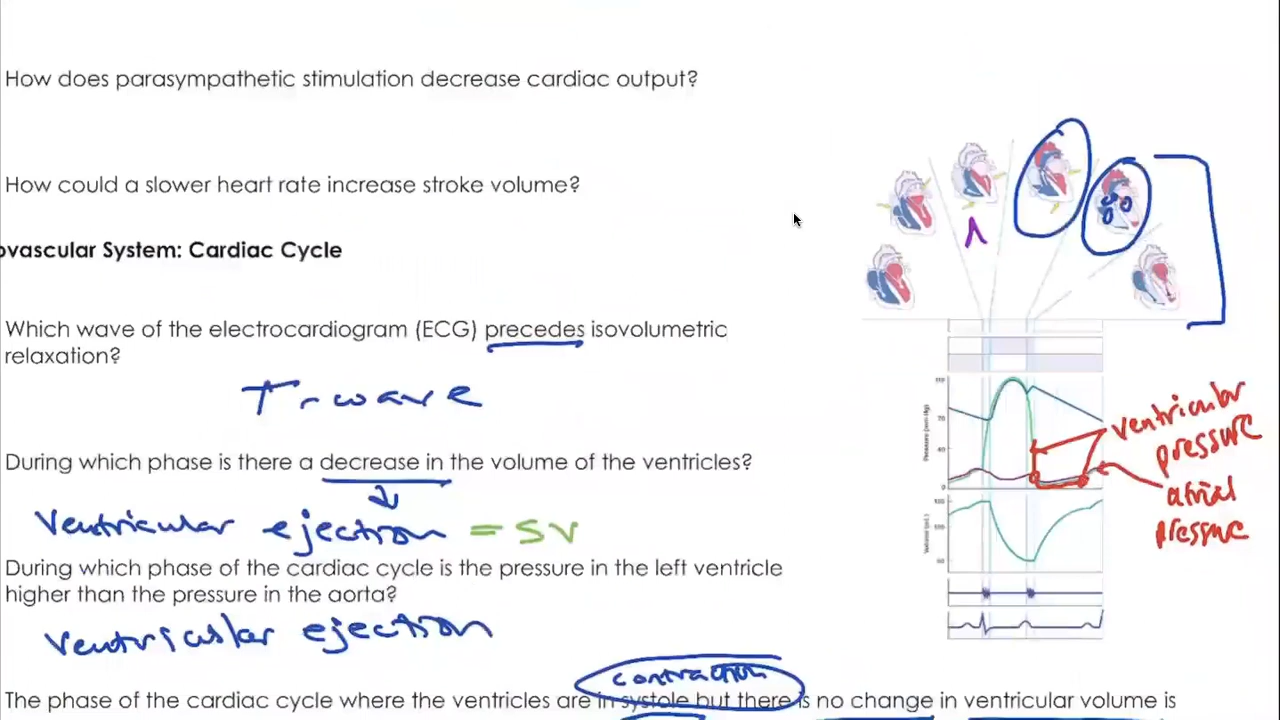 How does parasympathetic stimulation decrease cardiac output?
How could a slower heart rate increase stroke volume?
ovascular System: Cardiac Cycle
Which wave of the electrocardiogram (ECG) precedes isovolumetric
relaxation?
T-wave
During which phase is there a decrease in the volume of the ventricles?
Ventricular ejection = SV
During which phase of the cardiac cycle is the pressure in the left ventricle
higher than the pressure in the aorta?
Ventricular ejection
contraction
The phase of the cardiac cycle where the ventricles are in systole but there is no change in ventricular volume is
ventricular
pressure
atrial
pressure